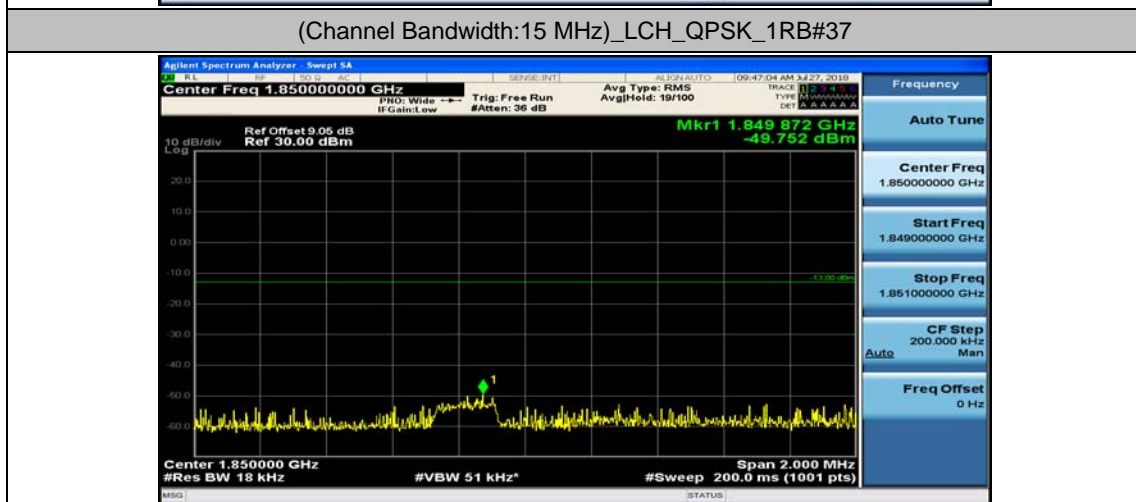 (Channel Bandwidth:15 MHz)_LCH_QPSK_1RB#37
Agilent Spectrum Analyzer - Swept SA
RL RF 50 Ω AC SENSE:INT ALIGN AUTO 09:47:04 AM Jul 27, 2018
Center Freq 1.850000000 GHz
PNO: Wide
IFGain:Low
Trig: Free Run
#Atten: 36 dB
Avg Type: RMS
Avg|Hold: 19/100
TRACE 1 2 3 4 5 6
TYPE M
DET A A A A A A
Ref Offset 9.05 dB
10 dB/div Ref 30.00 dBm
Log
Mkr1 1.849 872 GHz
-49.752 dBm
20.0
10.0
0.00
-10.0
-13.00 dBm
-20.0
-30.0
-40.0
1
-50.0
-60.0
Center 1.850000 GHz Span 2.000 MHz
#Res BW 18 kHz #VBW 51 kHz* #Sweep 200.0 ms (1001 pts)
MSG STATUS
Frequency
Auto Tune
Center Freq
1.850000000 GHz
Start Freq
1.849000000 GHz
Stop Freq
1.851000000 GHz
CF Step
200.000 kHz
Auto Man
Freq Offset
0 Hz